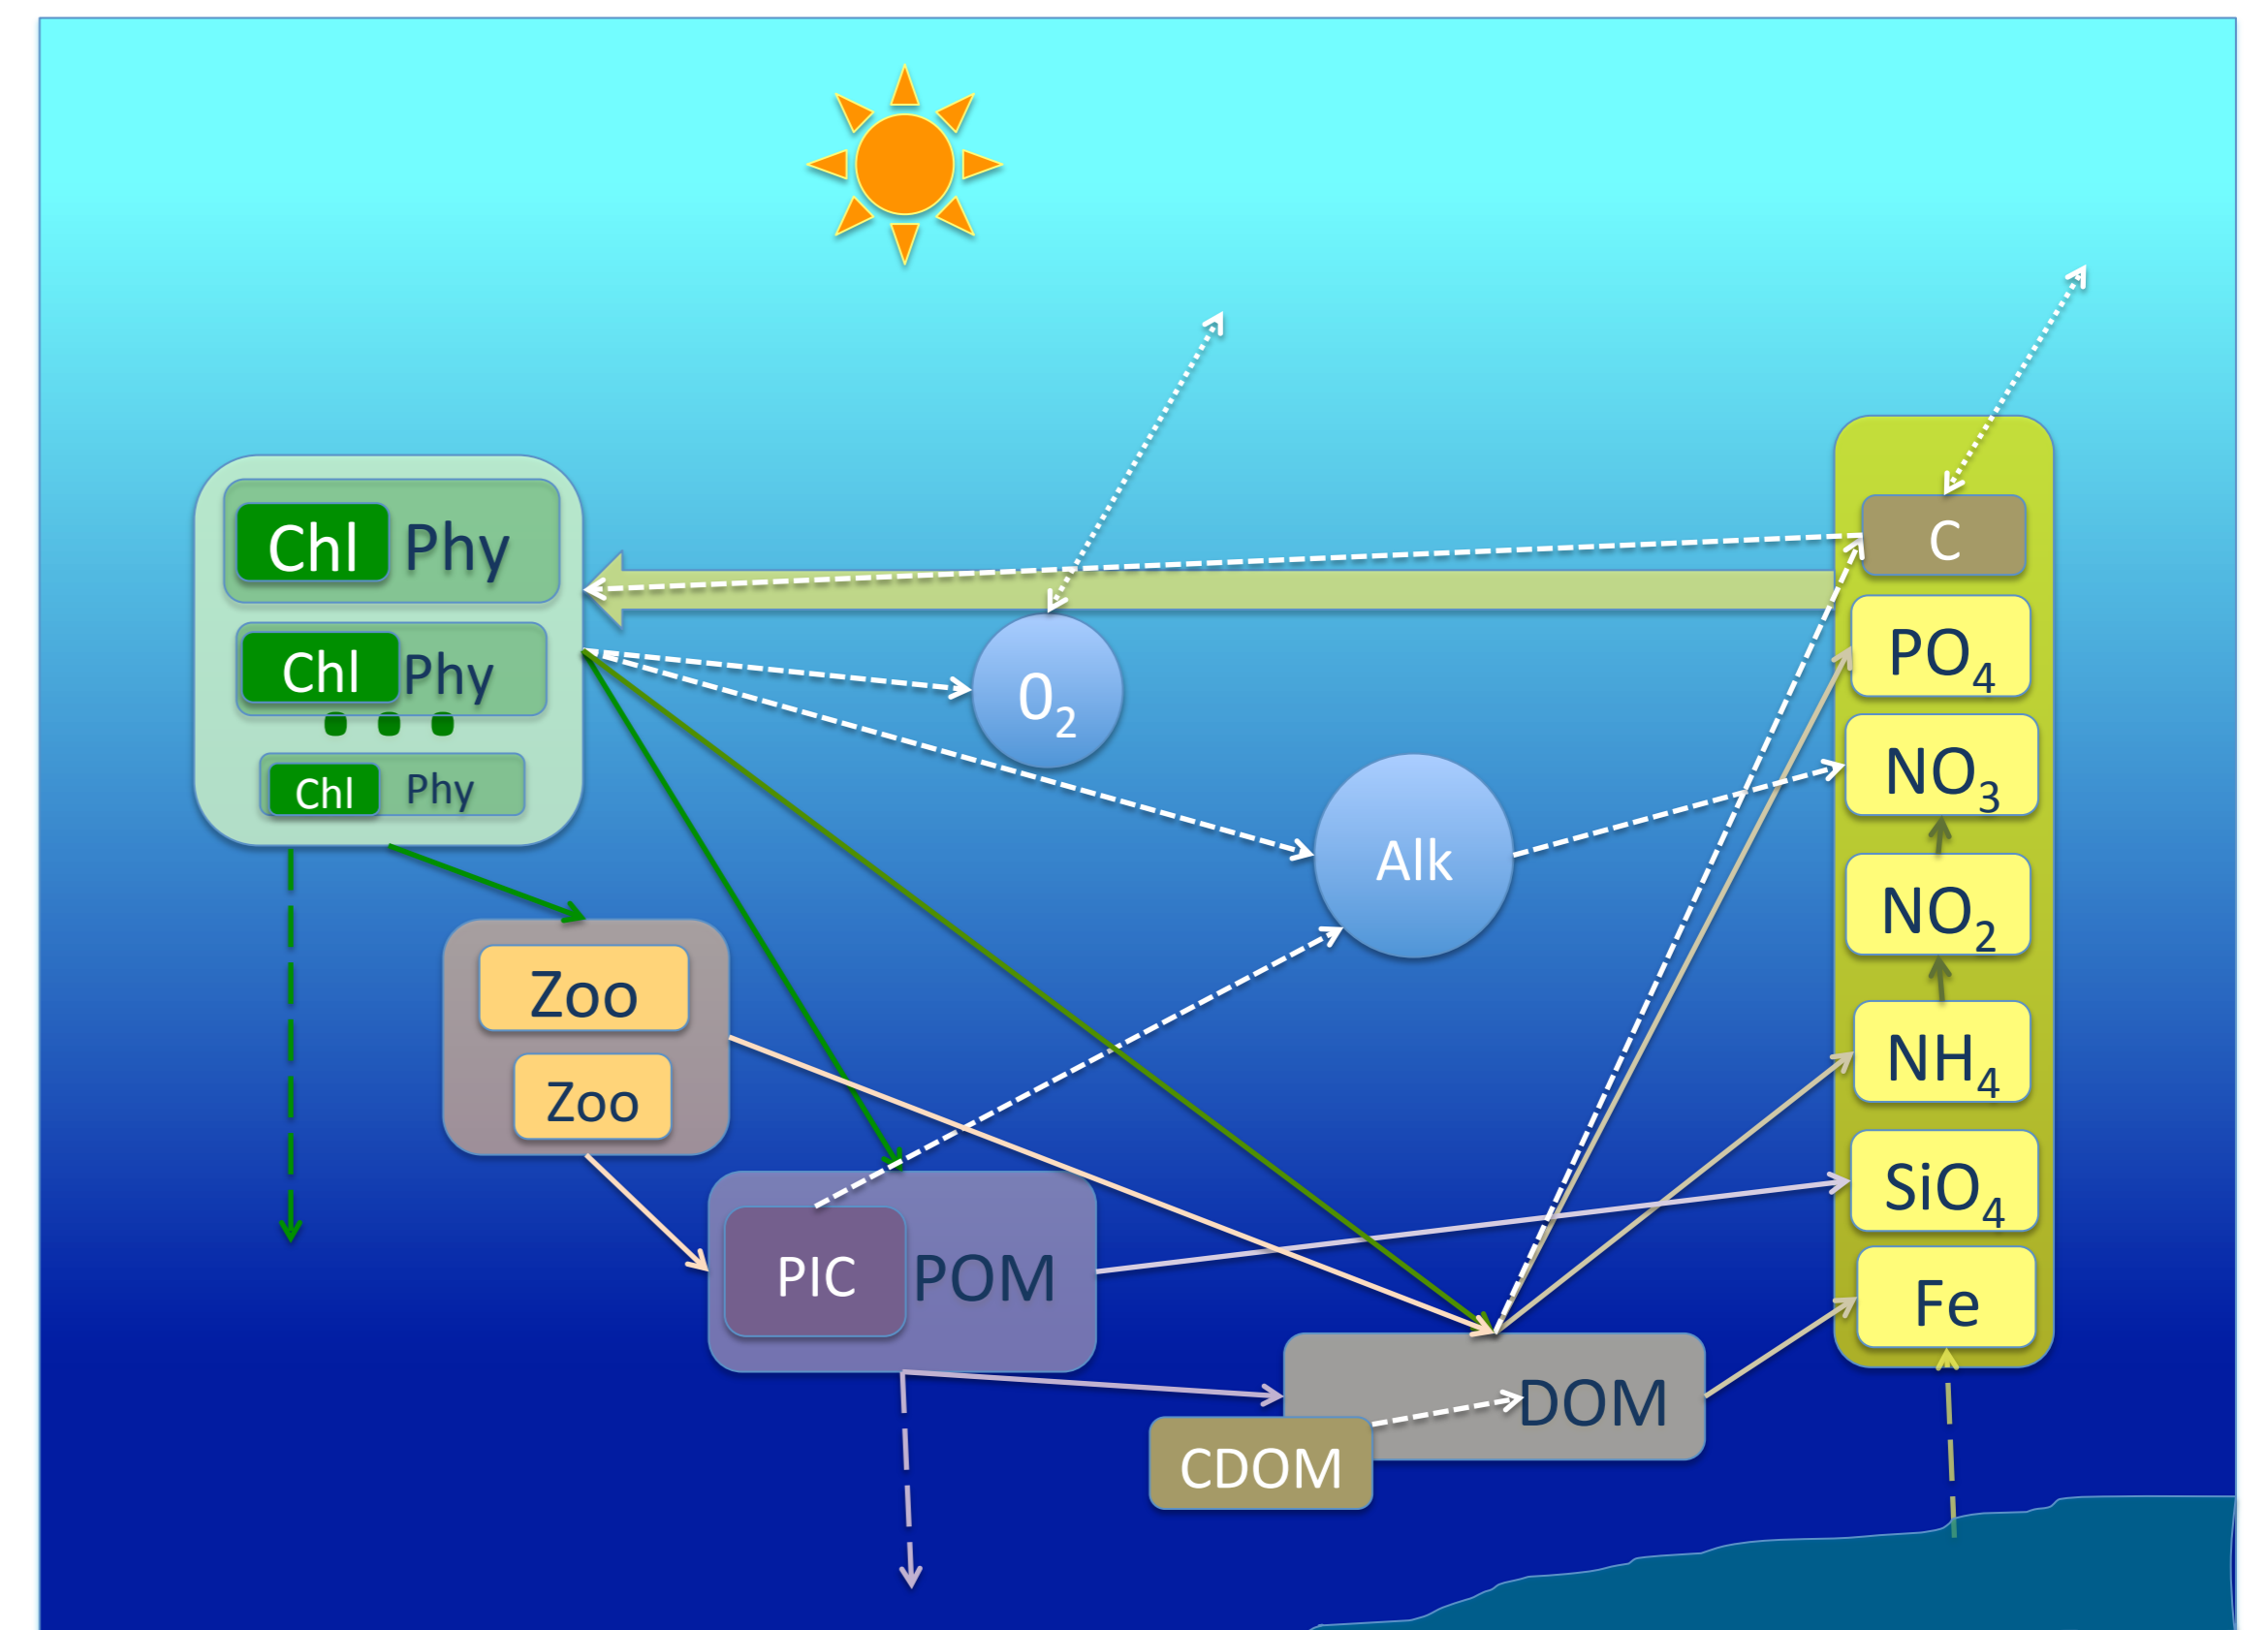 Chl Phy
Chl Phy
Chl Phy
Zoo
Zoo
PIC POM
0₂
Alk
CDOM
DOM
C
PO₄
NO₃
NO₂
NH₄
SiO₄
Fe